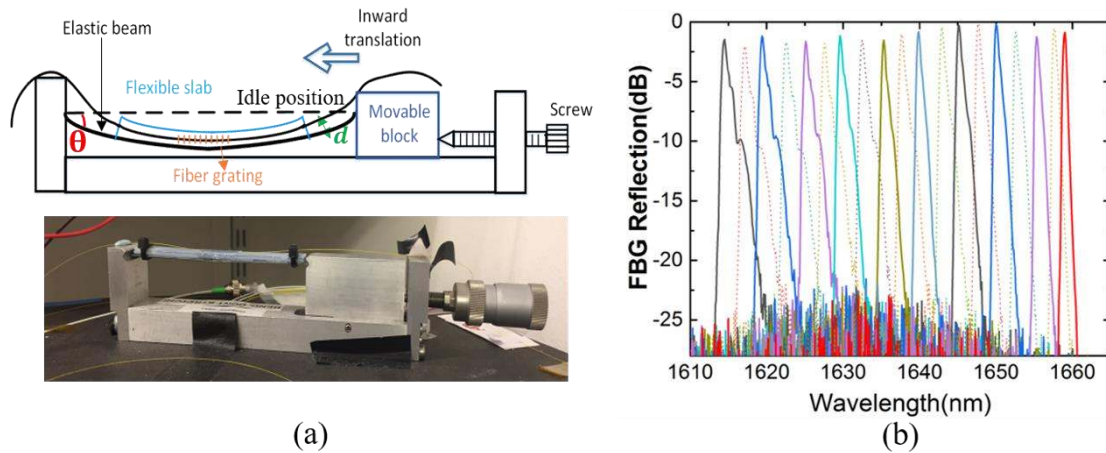 Elastic beam
Inward
translation
Flexible slab
Idle position
θ
d
Movable
block
Screw
Fiber grating
(a)
FBG Reflection(dB)
0
-5
-10
-15
-20
-25
1610 1620 1630 1640 1650 1660
Wavelength(nm)
(b)